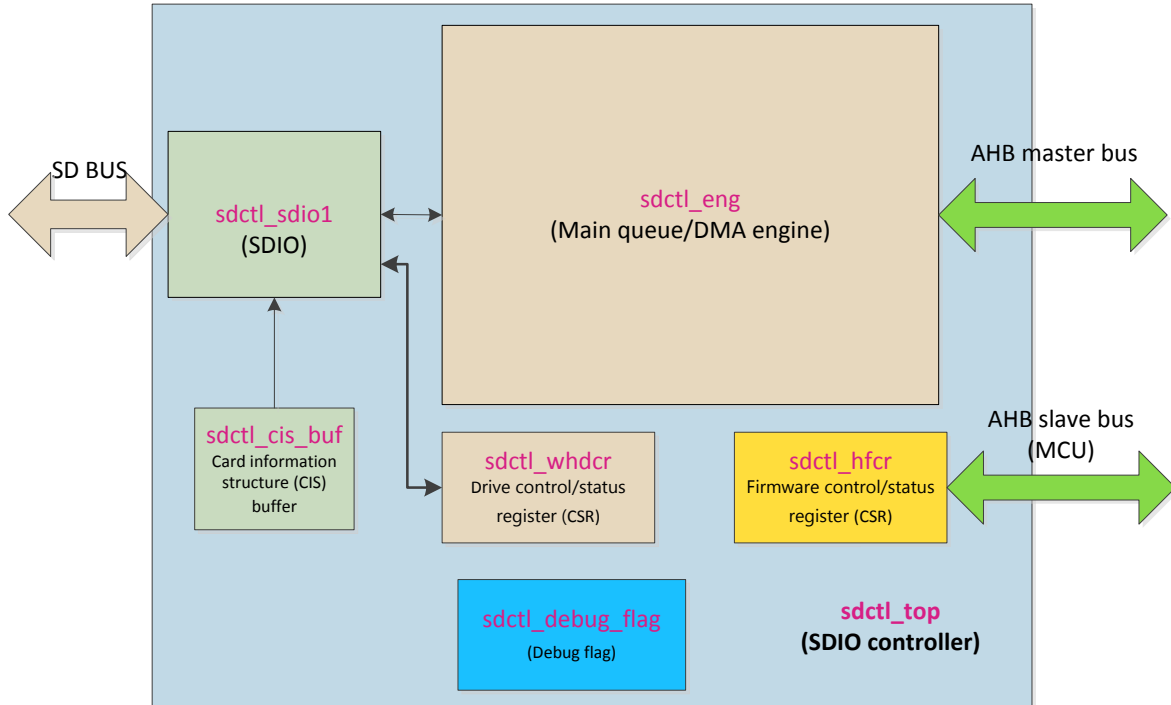 SD BUS
sdctl_sdio1
(SDIO)
sdctl_eng
(Main queue/DMA engine)
AHB master bus
sdctl_cis_buf
Card information
structure (CIS)
buffer
sdctl_whdcr
Drive control/status
register (CSR)
sdctl_hfcr
Firmware control/status
register (CSR)
AHB slave bus
(MCU)
sdctl_debug_flag
(Debug flag)
sdctl_top
(SDIO controller)